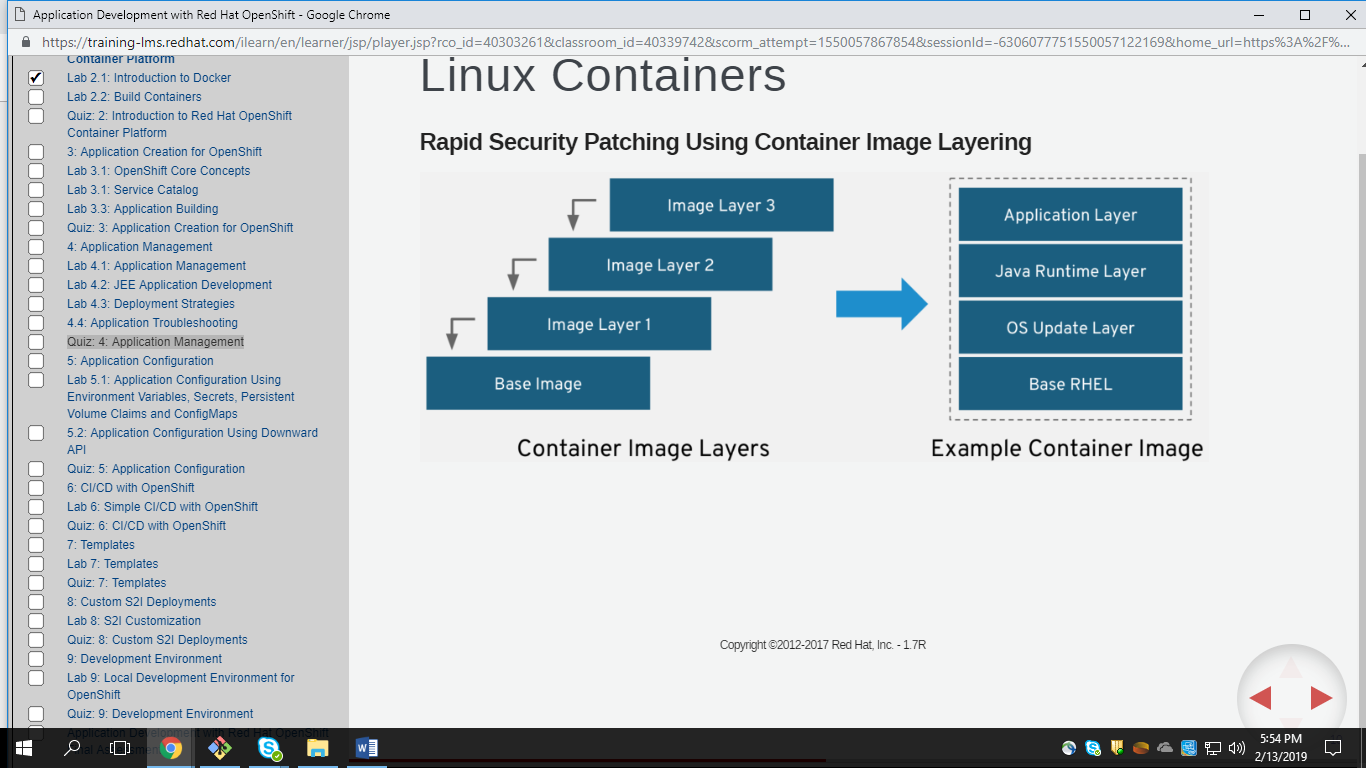 Application Development with Red Hat OpenShift - Google Chrome
https://training-lms.redhat.com/ilearn/en/learner/jsp/player.jsp?rco_id=40303261&classroom_id=40339742&scorm_attempt=1550057867854&sessionId=-6306077751550057122169&home_url=https%3A%2F%...
Container Platform
Lab 2.1: Introduction to Docker
Lab 2.2: Build Containers
Quiz: 2: Introduction to Red Hat OpenShift
Container Platform
3: Application Creation for OpenShift
Lab 3.1: OpenShift Core Concepts
Lab 3.1: Service Catalog
Lab 3.3: Application Building
Quiz: 3: Application Creation for OpenShift
4: Application Management
Lab 4.1: Application Management
Lab 4.2: JEE Application Development
Lab 4.3: Deployment Strategies
4.4: Application Troubleshooting
Quiz: 4: Application Management
5: Application Configuration
Lab 5.1: Application Configuration Using
Environment Variables, Secrets, Persistent
Volume Claims and ConfigMaps
5.2: Application Configuration Using Downward
API
Quiz: 5: Application Configuration
6: CI/CD with OpenShift
Lab 6: Simple CI/CD with OpenShift
Quiz: 6: CI/CD with OpenShift
7: Templates
Lab 7: Templates
Quiz: 7: Templates
8: Custom S2I Deployments
Lab 8: S2I Customization
Quiz: 8: Custom S2I Deployments
9: Development Environment
Lab 9: Local Development Environment for
OpenShift
Quiz: 9: Development Environment
Application Development with Red Hat OpenShift
Linux Containers
Rapid Security Patching Using Container Image Layering
Image Layer 3
Image Layer 2
Image Layer 1
Base Image
Container Image Layers
Application Layer
Java Runtime Layer
OS Update Layer
Base RHEL
Example Container Image
Copyright ©2012-2017 Red Hat, Inc. - 1.7R
5:54 PM
2/13/2019